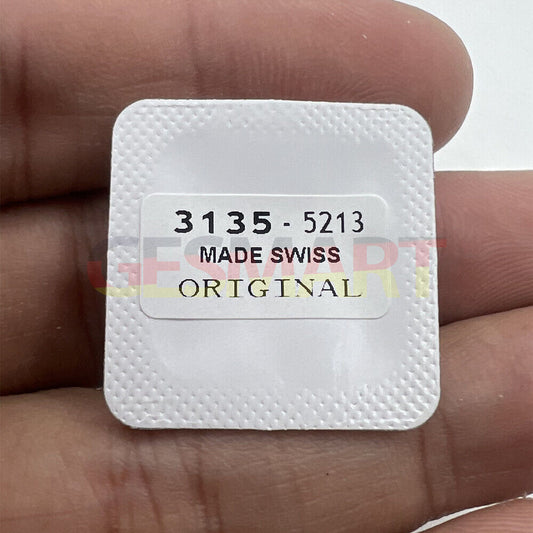 3135 - 5213
MADE SWISS
GESMART
ORIGINAL